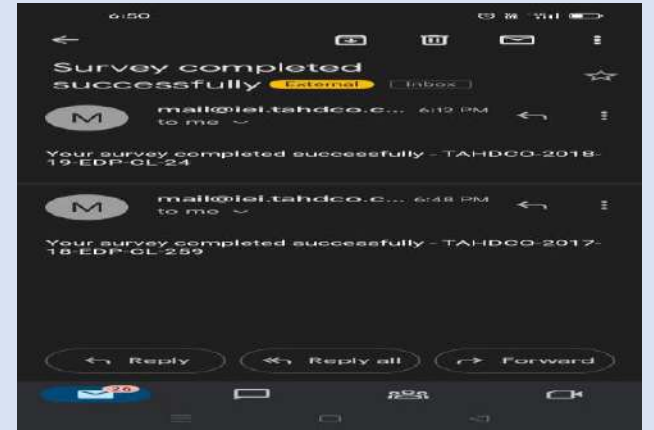 6:50
Survey completed
successfully External Inbox
M mail@iei.tahdco.c... 6:12 PM
to me
Your survey completed successfully - TAHDCO-2018-
19-EDP-CL-24
M mail@iei.tahdco.c... 6:48 PM
to me
Your survey completed successfully - TAHDCO-2017-
18-EDP-CL-259
Reply Reply all Forward
26